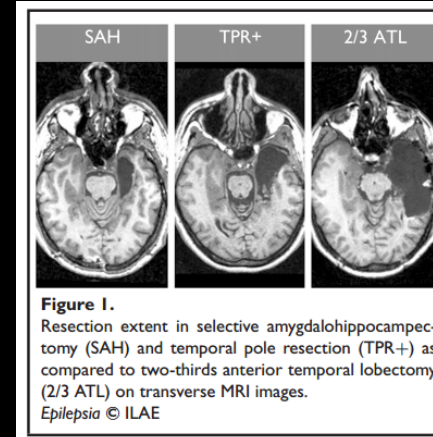 SAH TPR+ 2/3 ATL
Figure 1.
Resection extent in selective amygdalohippocampec-
tomy (SAH) and temporal pole resection (TPR+) as
compared to two-thirds anterior temporal lobectomy
(2/3 ATL) on transverse MRI images.
Epilepsia © ILAE